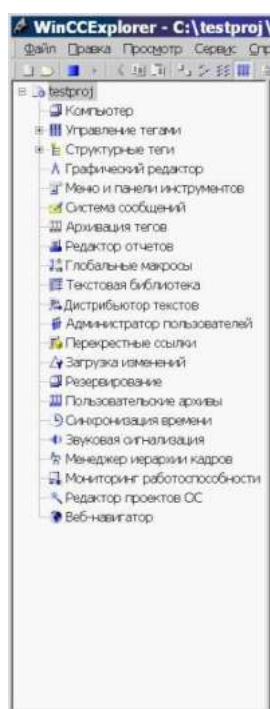 WinCCExplorer - C:\testproj\
Файл Правка Просмотр Сервис Спр
testproj
Компьютер
Управление тегами
Структурные теги
Графический редактор
Меню и панели инструментов
Система сообщений
Архивация тегов
Редактор отчетов
Глобальные макросы
Текстовая библиотека
Дистрибьютор текстов
Администратор пользователей
Перекрестные ссылки
Загрузка изменений
Резервирование
Пользовательские архивы
Синхронизация времени
Звуковая сигнализация
Менеджер иерархии кадров
Мониторинг работоспособности
Редактор проектов ОС
Веб-навигатор